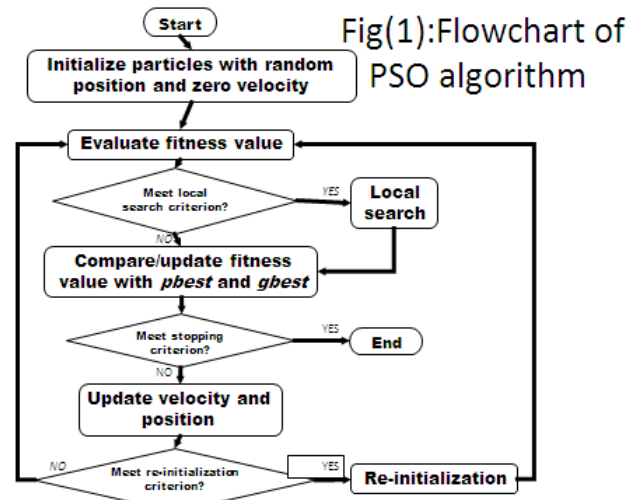 Start
Fig(1):Flowchart of
PSO algorithm
Initialize particles with random
position and zero velocity
Evaluate fitness value
Meet local
search criterion?
YES
Local
search
NO
Compare/update fitness
value with pbest and gbest
Meet stopping
criterion?
YES
End
NO
Update velocity and
position
NO
Meet re-initialization
criterion?
YES
Re-initialization